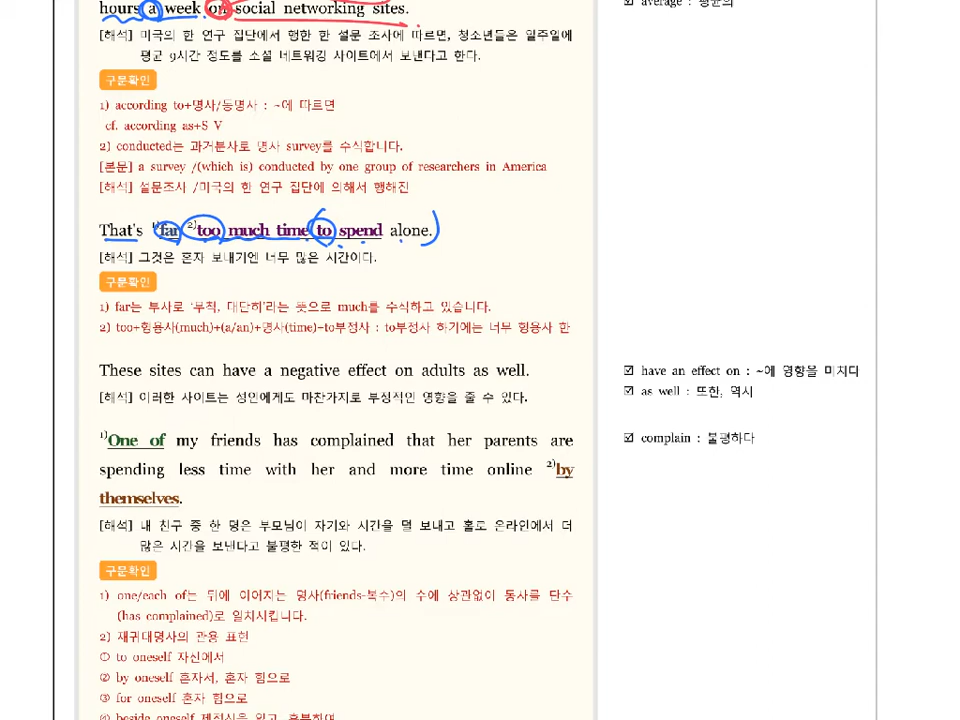 hours a week on social networking sites.
average : 평균의
[해석] 미국의 한 연구 집단에서 행한 한 설문 조사에 따르면, 청소년들은 일주일에
평균 9시간 정도를 소셜 네트워킹 사이트에서 보낸다고 한다.
구문확인
1) according to+명사/동명사 : ~에 따르면
cf. according as+S V
2) conducted는 과거분사로 명사 survey를 수식합니다.
[본문] a survey /(which is) conducted by one group of researchers in America
[해석] 설문조사 /미국의 한 연구 집단에 의해서 행해진
That's 1)far 2)too much time to spend alone.
[해석] 그것은 혼자 보내기엔 너무 많은 시간이다.
구문확인
1) far는 부사로 '무척, 대단히'라는 뜻으로 much를 수식하고 있습니다.
2) too+형용사(much)+(a/an)+명사(time)−to부정사 : to부정사 하기에는 너무 형용사 한
These sites can have a negative effect on adults as well.
☑ have an effect on : ~에 영향을 미치다
[해석] 이러한 사이트는 성인에게도 마찬가지로 부정적인 영향을 줄 수 있다.
☑ as well : 또한, 역시
1)One of my friends has complained that her parents are
☑ complain : 불평하다
spending less time with her and more time online 2)by
themselves.
[해석] 내 친구 중 한 명은 부모님이 자기와 시간을 덜 보내고 홀로 온라인에서 더
많은 시간을 보낸다고 불평한 적이 있다.
구문확인
1) one/each of는 뒤에 이어지는 명사(friends-복수)의 수에 상관없이 동사를 단수
(has complained)로 일치시킵니다.
2) 재귀대명사의 관용 표현
① to oneself 자신에서
② by oneself 혼자서, 혼자 힘으로
③ for oneself 혼자 힘으로
④ beside oneself 제정신을 잃고, 흥분하여